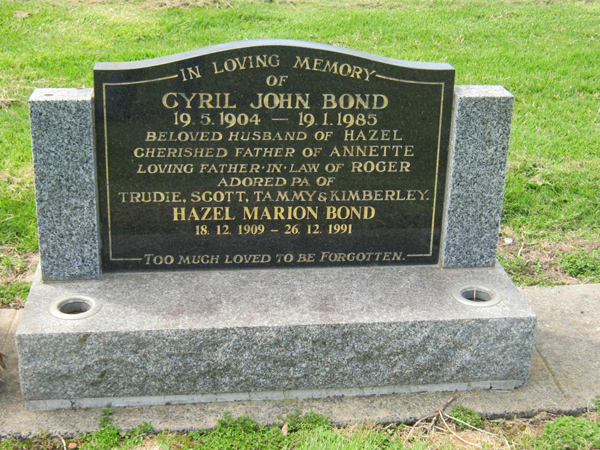 IN LOVING MEMORY
OF
CYRIL JOHN BOND
19. 5. 1904 — 19. 1. 1985
BELOVED HUSBAND OF HAZEL
CHERISHED FATHER OF ANNETTE
LOVING FATHER-IN-LAW OF ROGER
ADORED PA OF
TRUDIE, SCOTT, TAMMY & KIMBERLEY.
HAZEL MARION BOND
18. 12. 1909 – 26. 12. 1991
TOO MUCH LOVED TO BE FORGOTTEN.